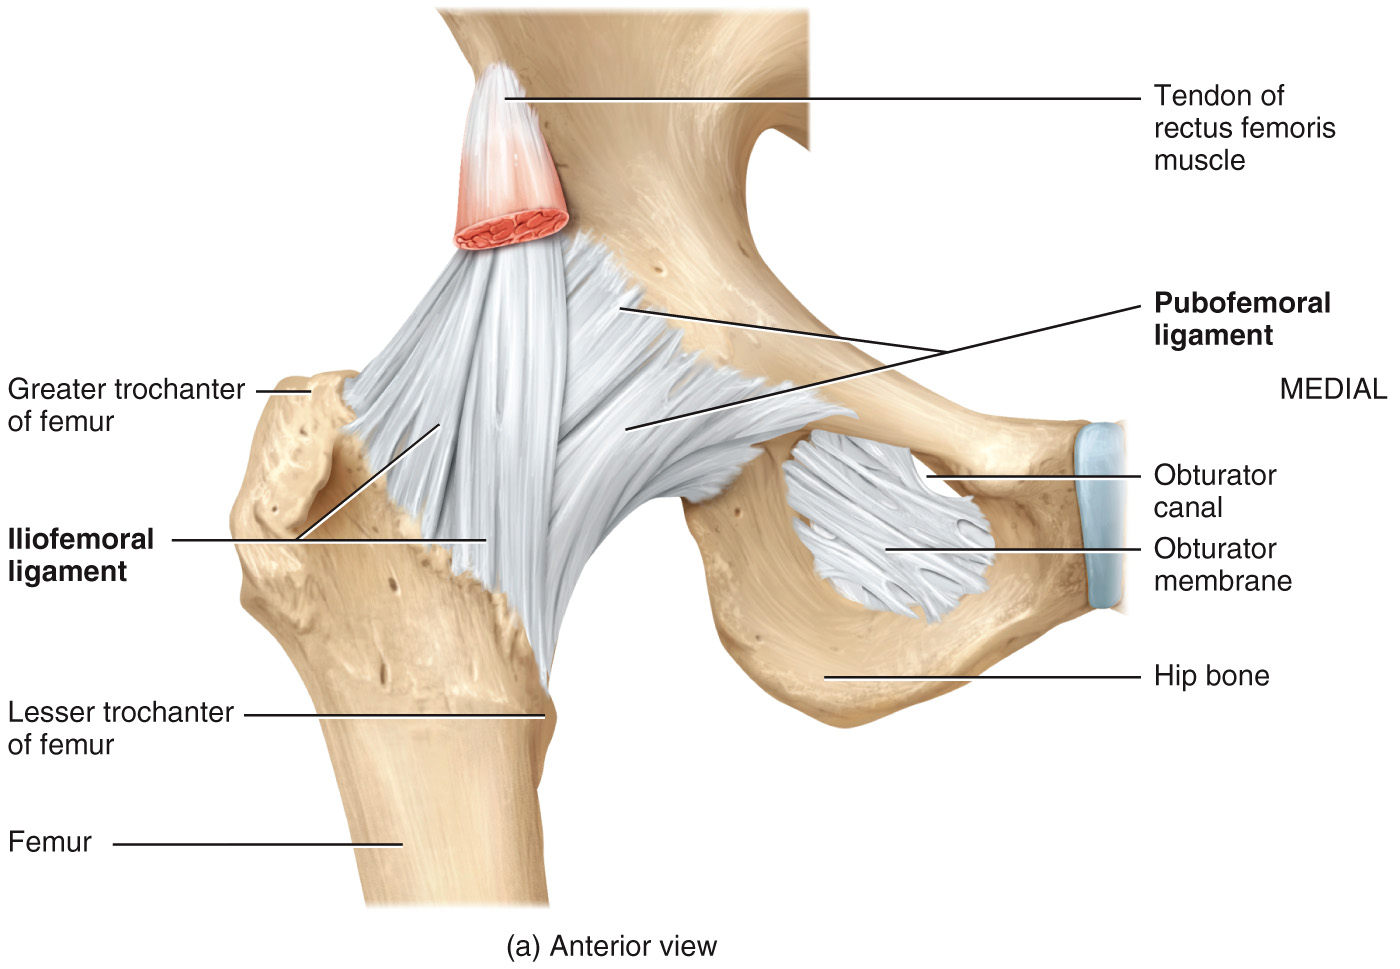 Tendon of
rectus femoris
muscle
Pubofemoral
ligament
Greater trochanter
of femur
MEDIAL
Obturator
canal
Iliofemoral
ligament
Obturator
membrane
Hip bone
Lesser trochanter
of femur
Femur
(a) Anterior view